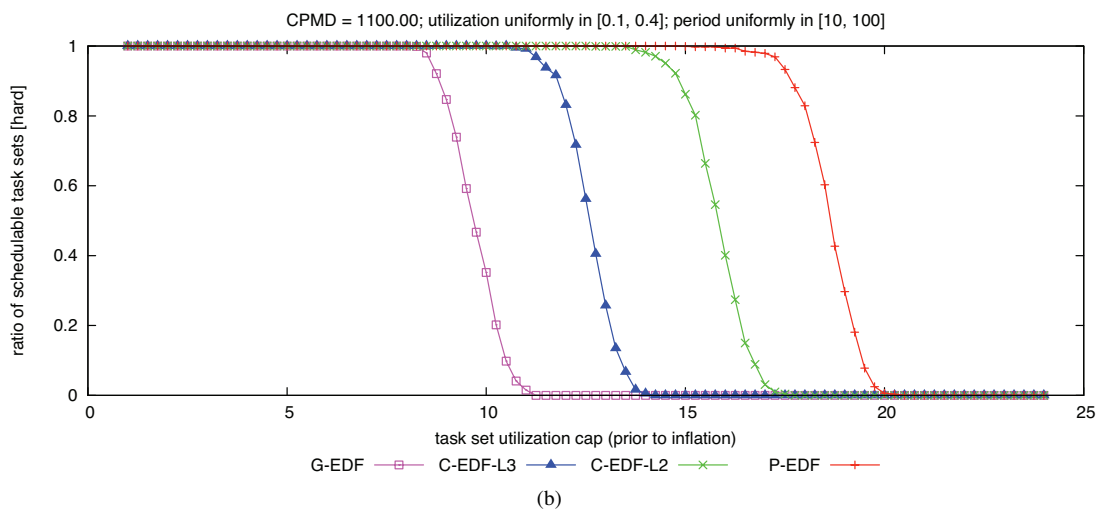 CPMD = 1100.00; utilization uniformly in [0.1, 0.4]; period uniformly in [10, 100]
1
0.8
0.6
0.4
0.2
0
ratio of schedulable task sets [hard]
0 5 10 15 20 25
task set utilization cap (prior to inflation)
G-EDF C-EDF-L3 C-EDF-L2 P-EDF
(b)